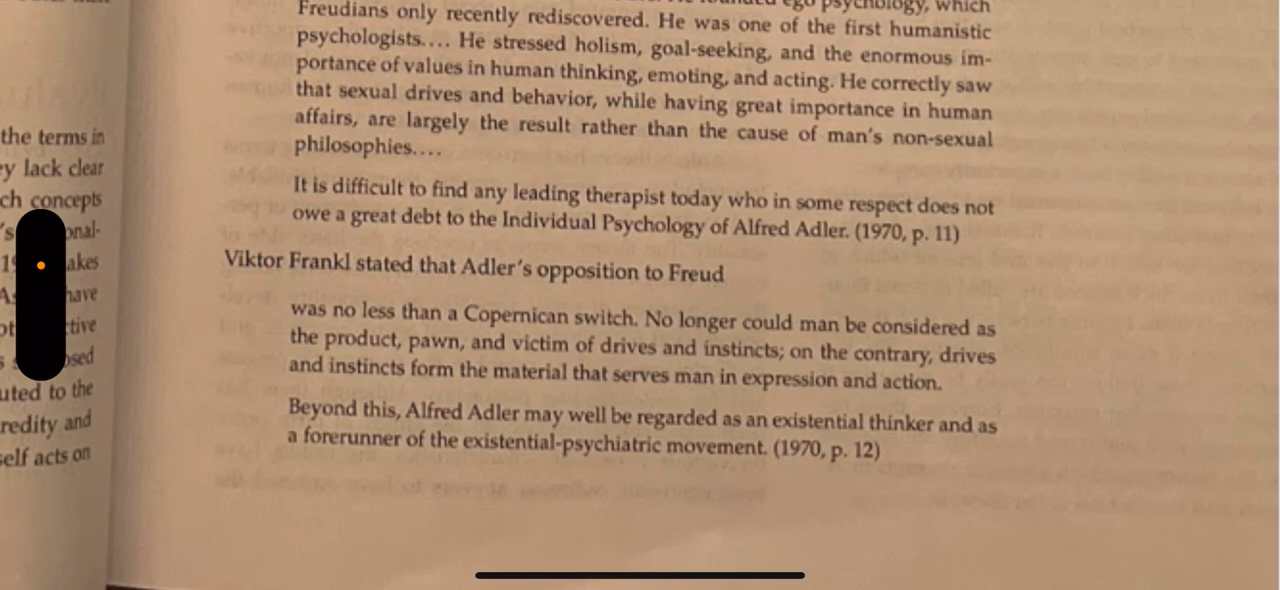 the terms in
lack clear
concepts
have
uted to the
redity and
self acts on
ego psychology, which
Freudians only recently rediscovered. He was one of the first humanistic
psychologists.... He stressed holism, goal-seeking, and the enormous im-
portance of values in human thinking, emoting, and acting. He correctly saw
that sexual drives and behavior, while having great importance in human
affairs, are largely the result rather than the cause of man's non-sexual
philosophies....
It is difficult to find any leading therapist today who in some respect does not
owe a great debt to the Individual Psychology of Alfred Adler. (1970, p. 11)
Viktor Frankl stated that Adler's opposition to Freud
was no less than a Copernican switch. No longer could man be considered as
the product, pawn, and victim of drives and instincts; on the contrary, drives
and instincts form the material that serves man in expression and action.
Beyond this, Alfred Adler may well be regarded as an existential thinker and as
a forerunner of the existential-psychiatric movement. (1970, p. 12)